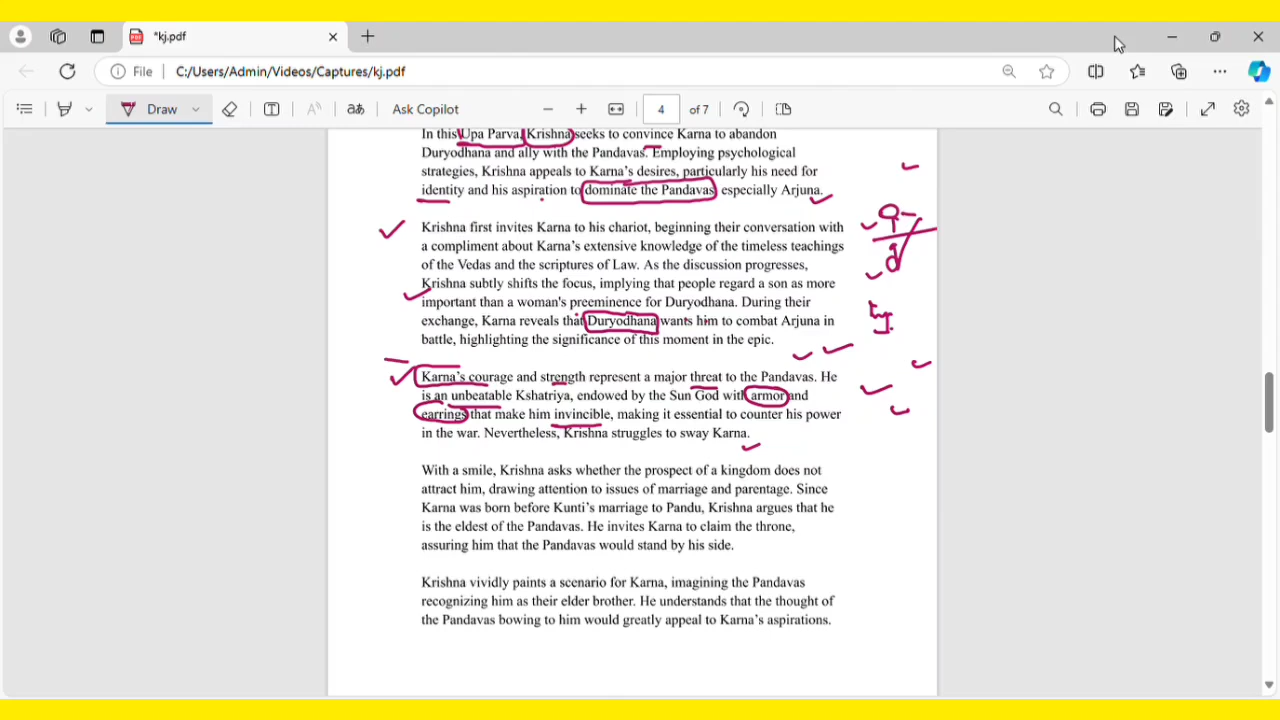 *kj.pdf
File C:/Users/Admin/Videos/Captures/kj.pdf
Draw Ask Copilot 4 of 7
In this Upa Parva, Krishna seeks to convince Karna to abandon
Duryodhana and ally with the Pandavas. Employing psychological
strategies, Krishna appeals to Karna's desires, particularly his need for
identity and his aspiration to dominate the Pandavas, especially Arjuna.
Krishna first invites Karna to his chariot, beginning their conversation with
a compliment about Karna's extensive knowledge of the timeless teachings
of the Vedas and the scriptures of Law. As the discussion progresses,
Krishna subtly shifts the focus, implying that people regard a son as more
important than a woman's preeminence for Duryodhana. During their
exchange, Karna reveals that Duryodhana wants him to combat Arjuna in
battle, highlighting the significance of this moment in the epic.
Karna's courage and strength represent a major threat to the Pandavas. He
is an unbeatable Kshatriya, endowed by the Sun God with armor and
earrings that make him invincible, making it essential to counter his power
in the war. Nevertheless, Krishna struggles to sway Karna.
With a smile, Krishna asks whether the prospect of a kingdom does not
attract him, drawing attention to issues of marriage and parentage. Since
Karna was born before Kunti's marriage to Pandu, Krishna argues that he
is the eldest of the Pandavas. He invites Karna to claim the throne,
assuring him that the Pandavas would stand by his side.
Krishna vividly paints a scenario for Karna, imagining the Pandavas
recognizing him as their elder brother. He understands that the thought of
the Pandavas bowing to him would greatly appeal to Karna's aspirations.